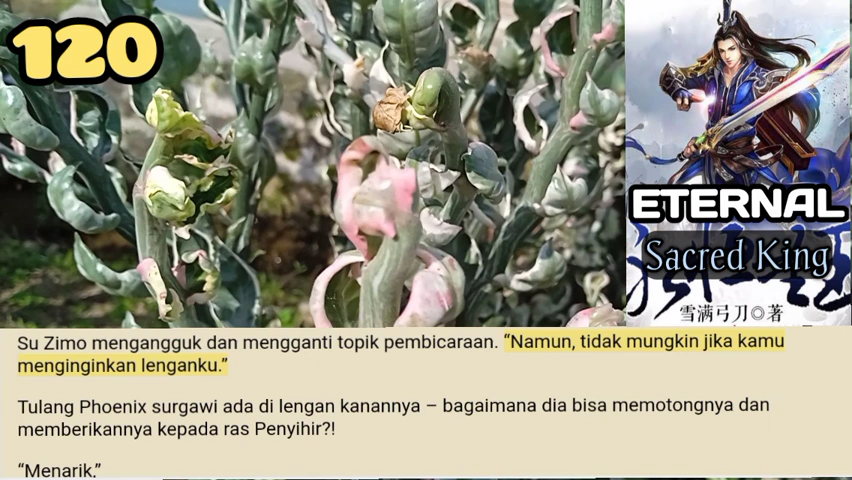 120
ETERNAL
Sacred King
雪满弓刀◎著
Su Zimo mengangguk dan mengganti topik pembicaraan. “Namun, tidak mungkin jika kamu
menginginkan lenganku.”
Tulang Phoenix surgawi ada di lengan kanannya – bagaimana dia bisa memotongnya dan
memberikannya kepada ras Penyihir?!
“Menarik,”